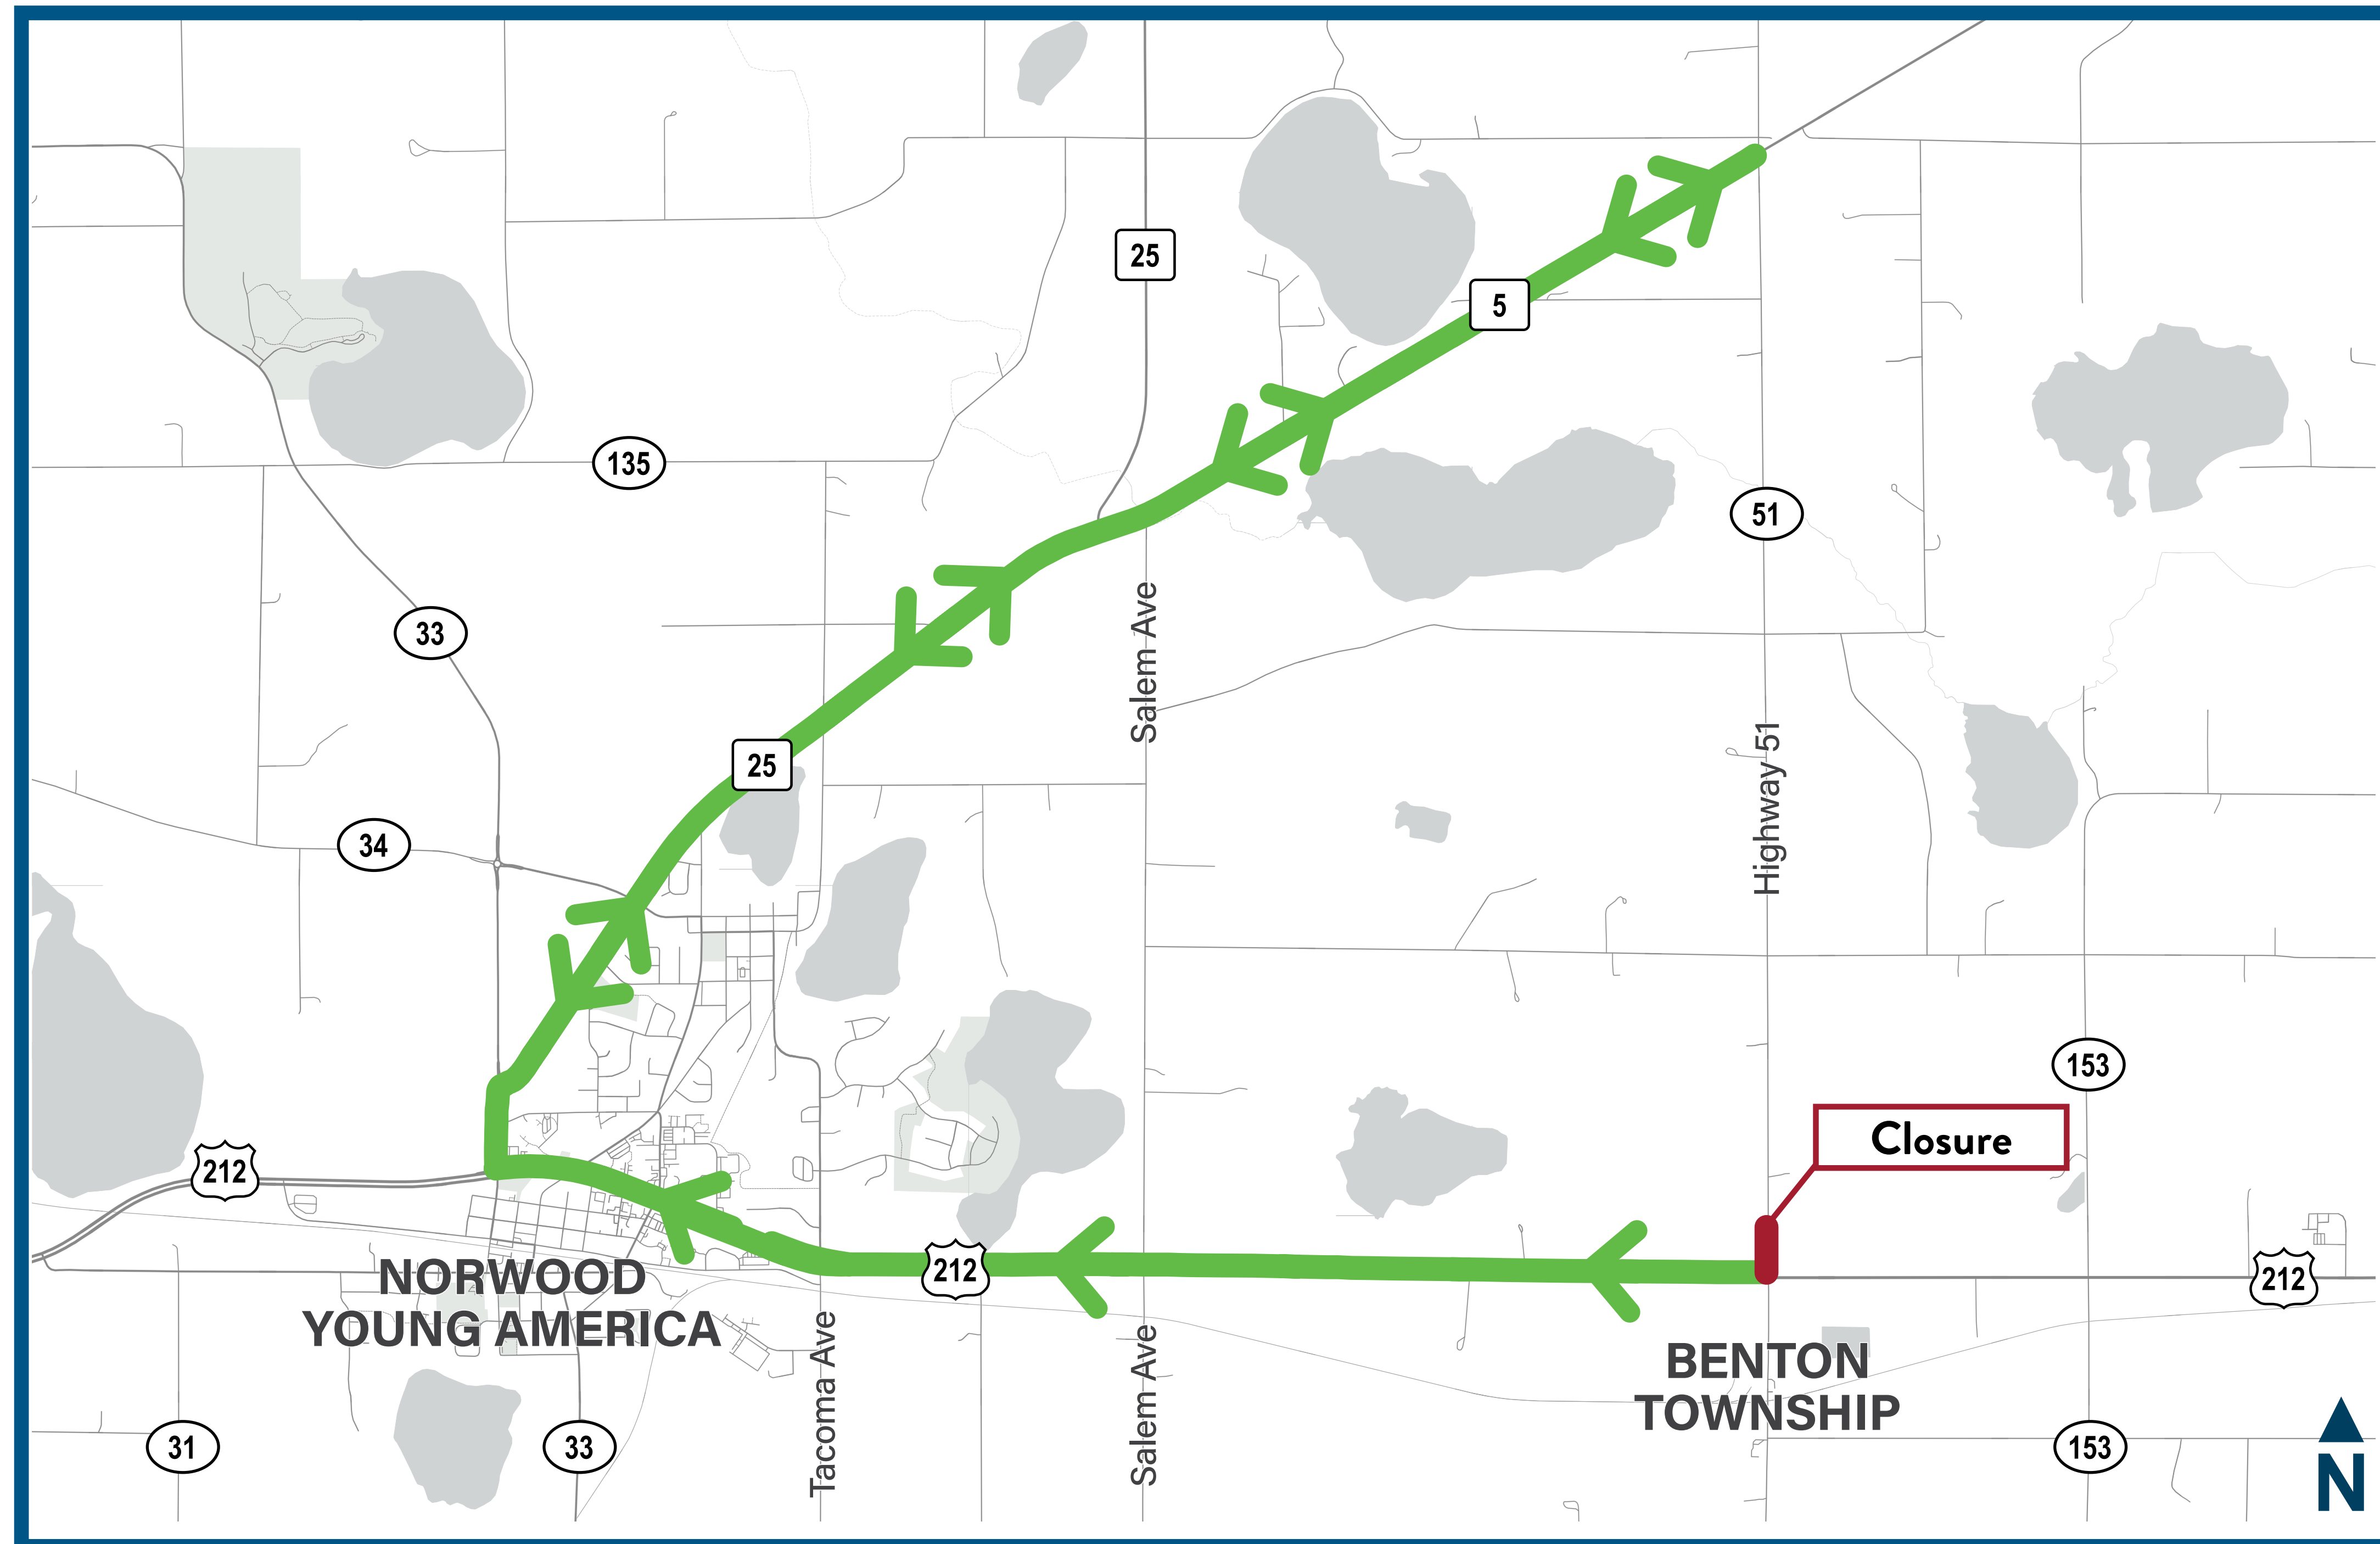 25
5
135
51
Salem Ave
33
25
Highway 51
34
153
Closure
212
212
212
NORWOOD
YOUNG AMERICA
Tacoma Ave
Salem Ave
BENTON
TOWNSHIP
31
33
153
N